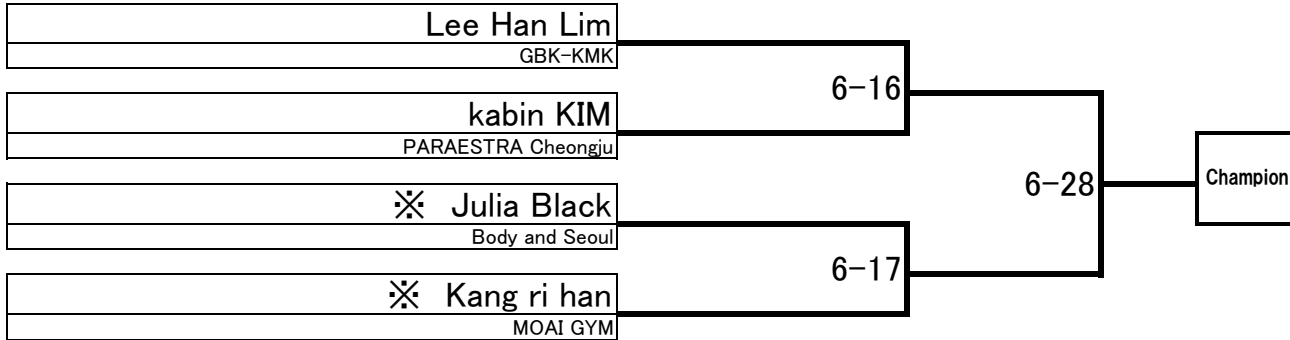 Lee Han Lim
GBK-KMK
6-16
kabin KIM
PARAESTRA Cheongju
6-28
Champion
※ Julia Black
Body and Seoul
6-17
※ Kang ri han
MOAI GYM